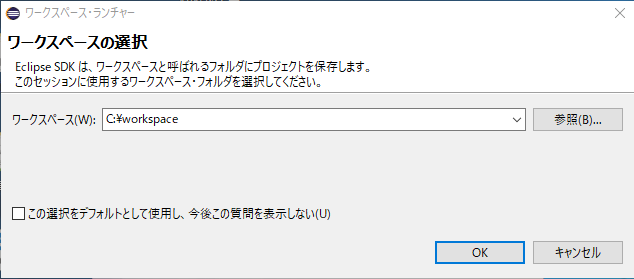 ワークスペース・ランチャー
ワークスペースの選択
Eclipse SDK は、ワークスペースと呼ばれるフォルダにプロジェクトを保存します。
このセッションに使用するワークスペース・フォルダを選択してください。
ワークスペース(W): C:¥workspace 参照(B)...
この選択をデフォルトとして使用し、今後この質問を表示しない(U)
OK キャンセル